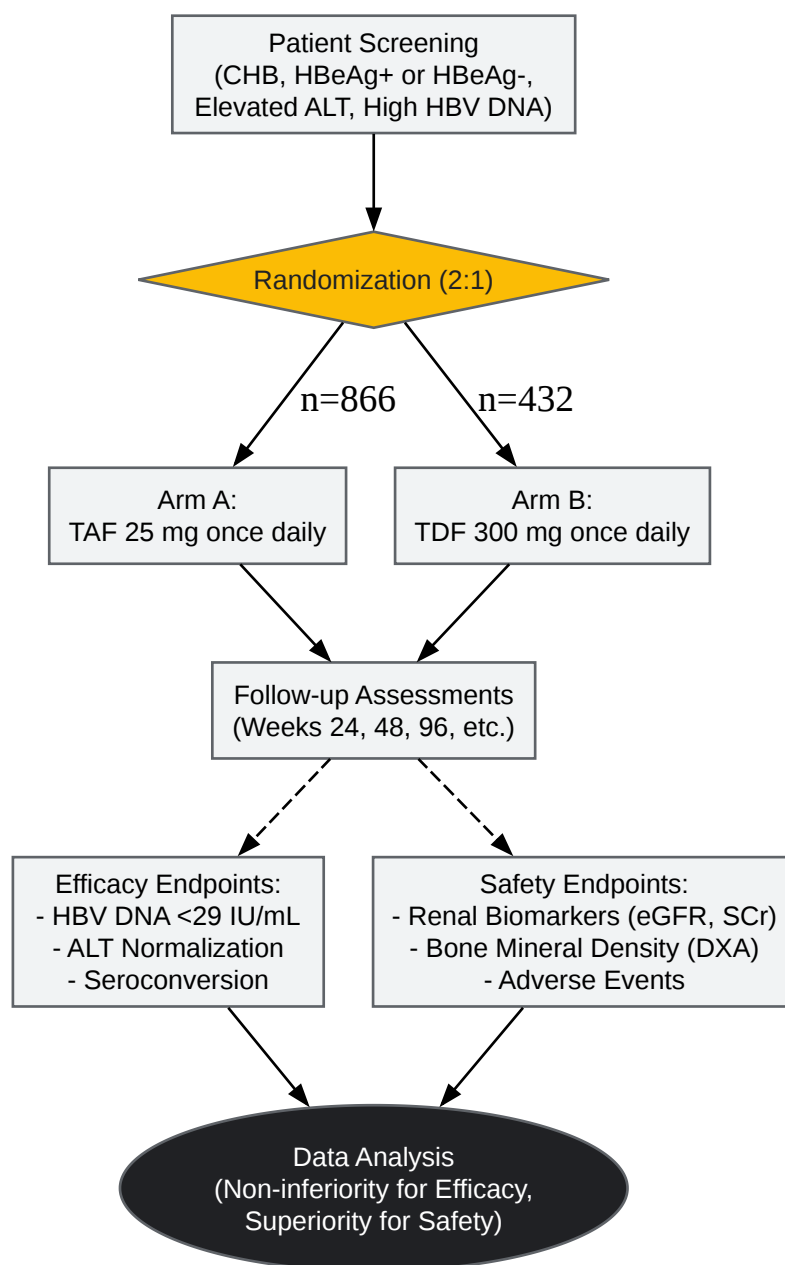 Patient Screening
(CHB, HBeAg+ or HBeAg-,
Elevated ALT, High HBV DNA)
Randomization (2:1)
n=866
n=432
Arm A:
TAF 25 mg once daily
Arm B:
TDF 300 mg once daily
Follow-up Assessments
(Weeks 24, 48, 96, etc.)
Efficacy Endpoints:
- HBV DNA <29 IU/mL
- ALT Normalization
- Seroconversion
Safety Endpoints:
- Renal Biomarkers (eGFR, SCr)
- Bone Mineral Density (DXA)
- Adverse Events
Data Analysis
(Non-inferiority for Efficacy,
Superiority for Safety)